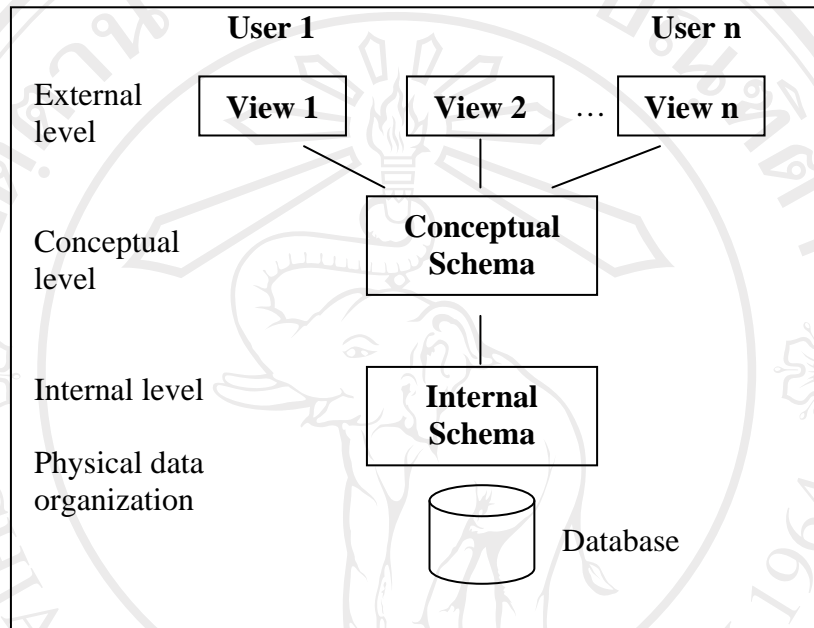 User 1
User n
External
level
View 1
View 2
...
View n
Conceptual
level
Conceptual
Schema
Internal level
Internal
Schema
Physical data
organization
Database
1964